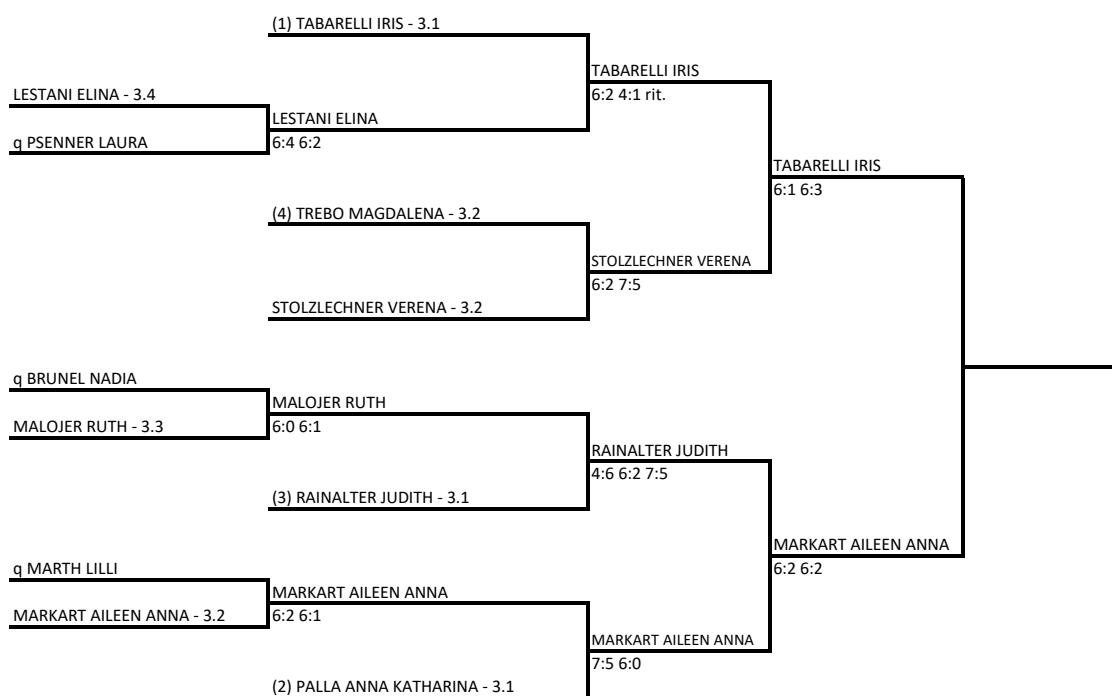 (1) TABARELLI IRIS - 3.1
TABARELLI IRIS
LESTANI ELINA - 3.4
6:2 4:1 rit.
LESTANI ELINA
q PSENNER LAURA
6:4 6:2
TABARELLI IRIS
6:1 6:3
(4) TREBO MAGDALENA - 3.2
STOLZLECHNER VERENA
6:2 7:5
STOLZLECHNER VERENA - 3.2
q BRUNEL NADIA
MALOJER RUTH
MALOJER RUTH - 3.3
6:0 6:1
RAINALTER JUDITH
4:6 6:2 7:5
(3) RAINALTER JUDITH - 3.1
MARKART AILEEN ANNA
6:2 6:2
q MARTH LILLI
MARKART AILEEN ANNA
MARKART AILEEN ANNA - 3.2
6:2 6:1
MARKART AILEEN ANNA
7:5 6:0
(2) PALLA ANNA KATHARINA - 3.1